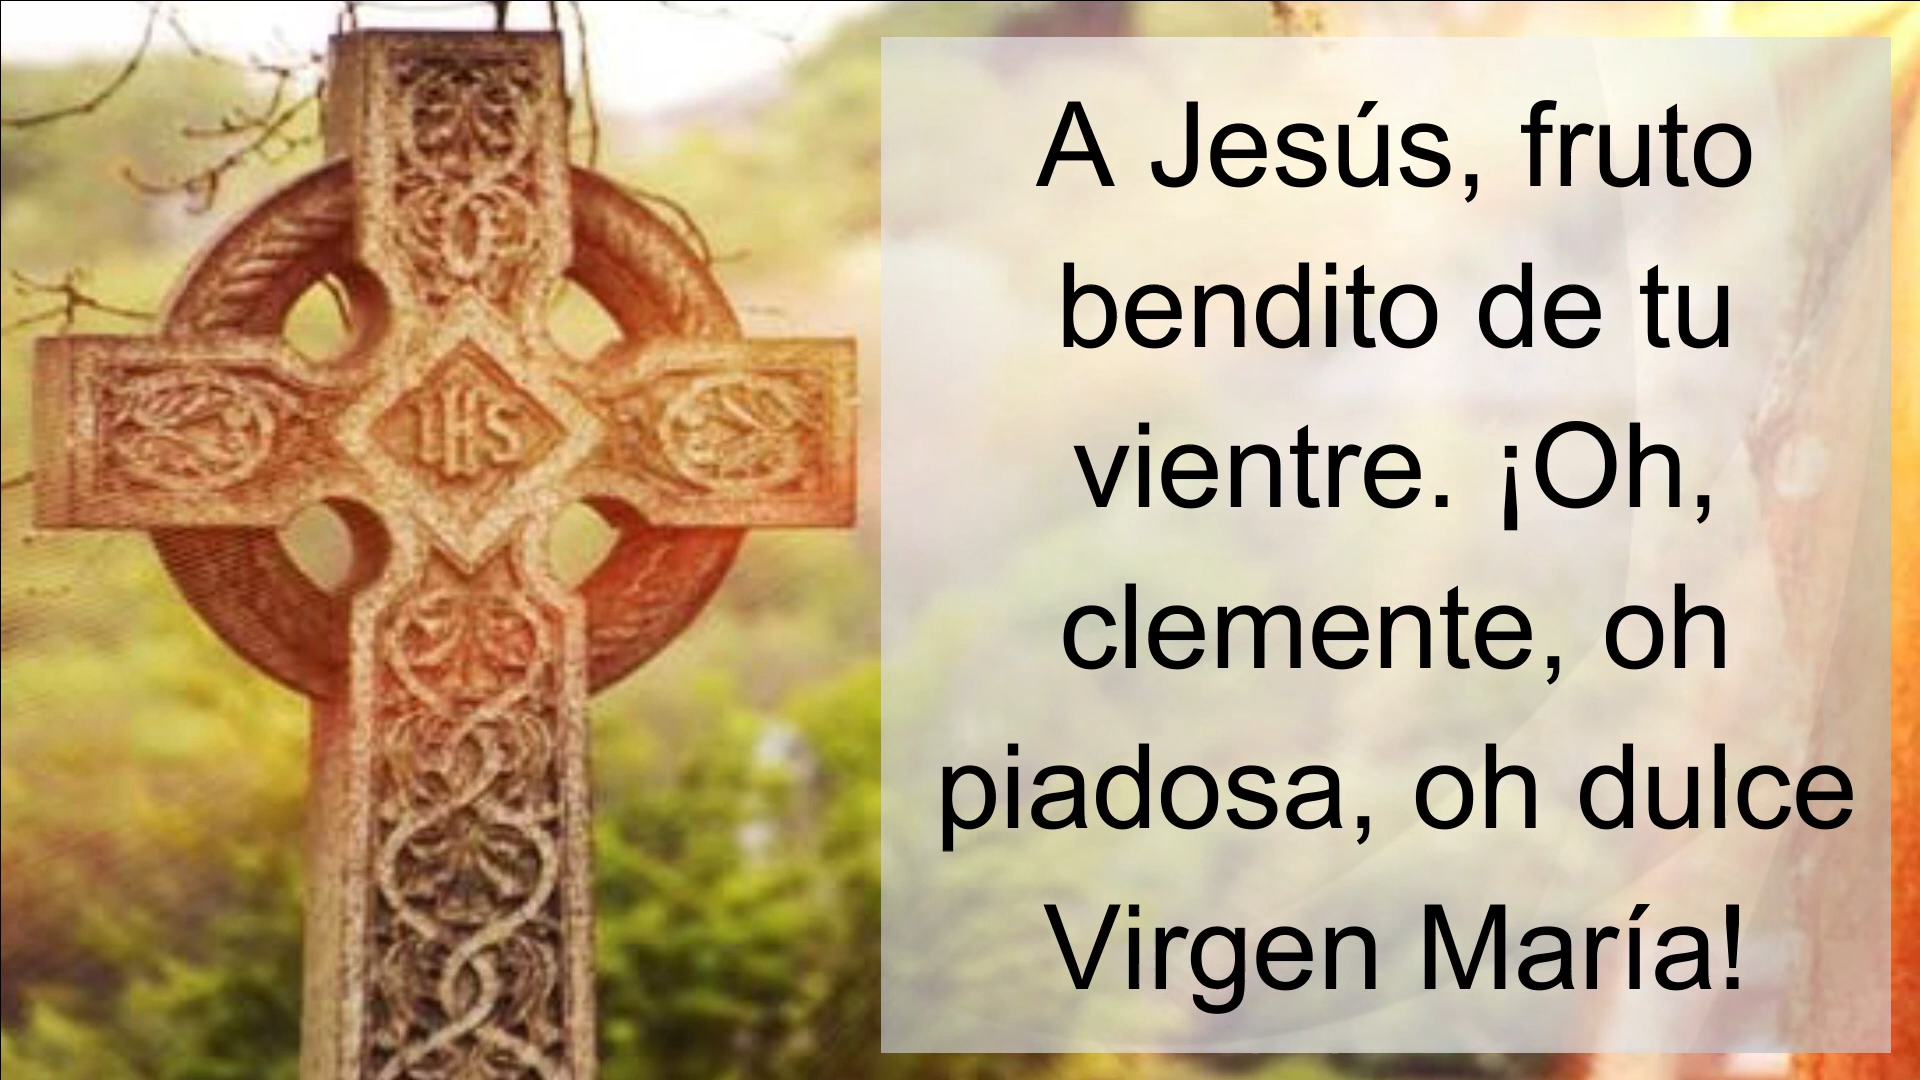 IHS
A Jesús, fruto
bendito de tu
vientre. ¡Oh,
clemente, oh
piadosa, oh dulce
Virgen María!